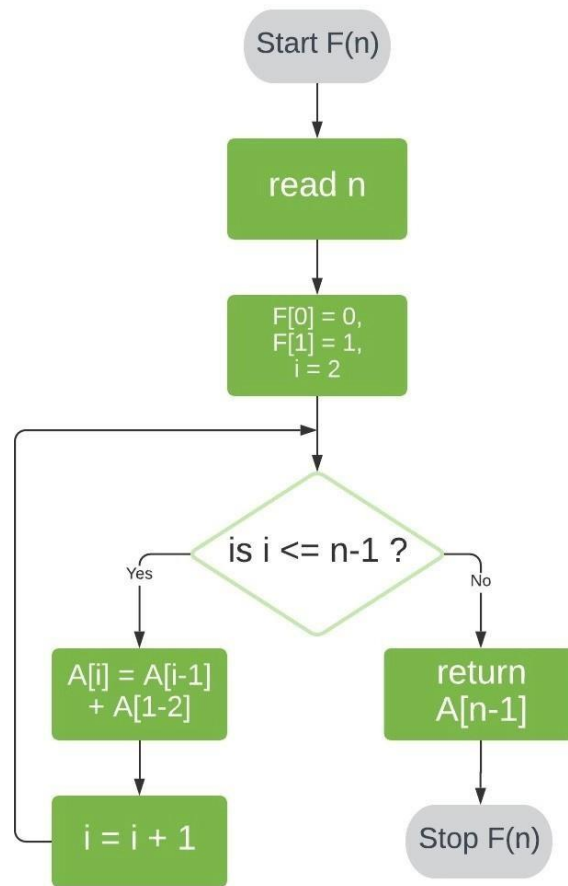 Start F(n)
read n
F[0] = 0,
F[1] = 1,
i = 2
is i <= n-1 ?
Yes
No
A[i] = A[i-1]
+ A[1-2]
return
A[n-1]
i = i + 1
Stop F(n)